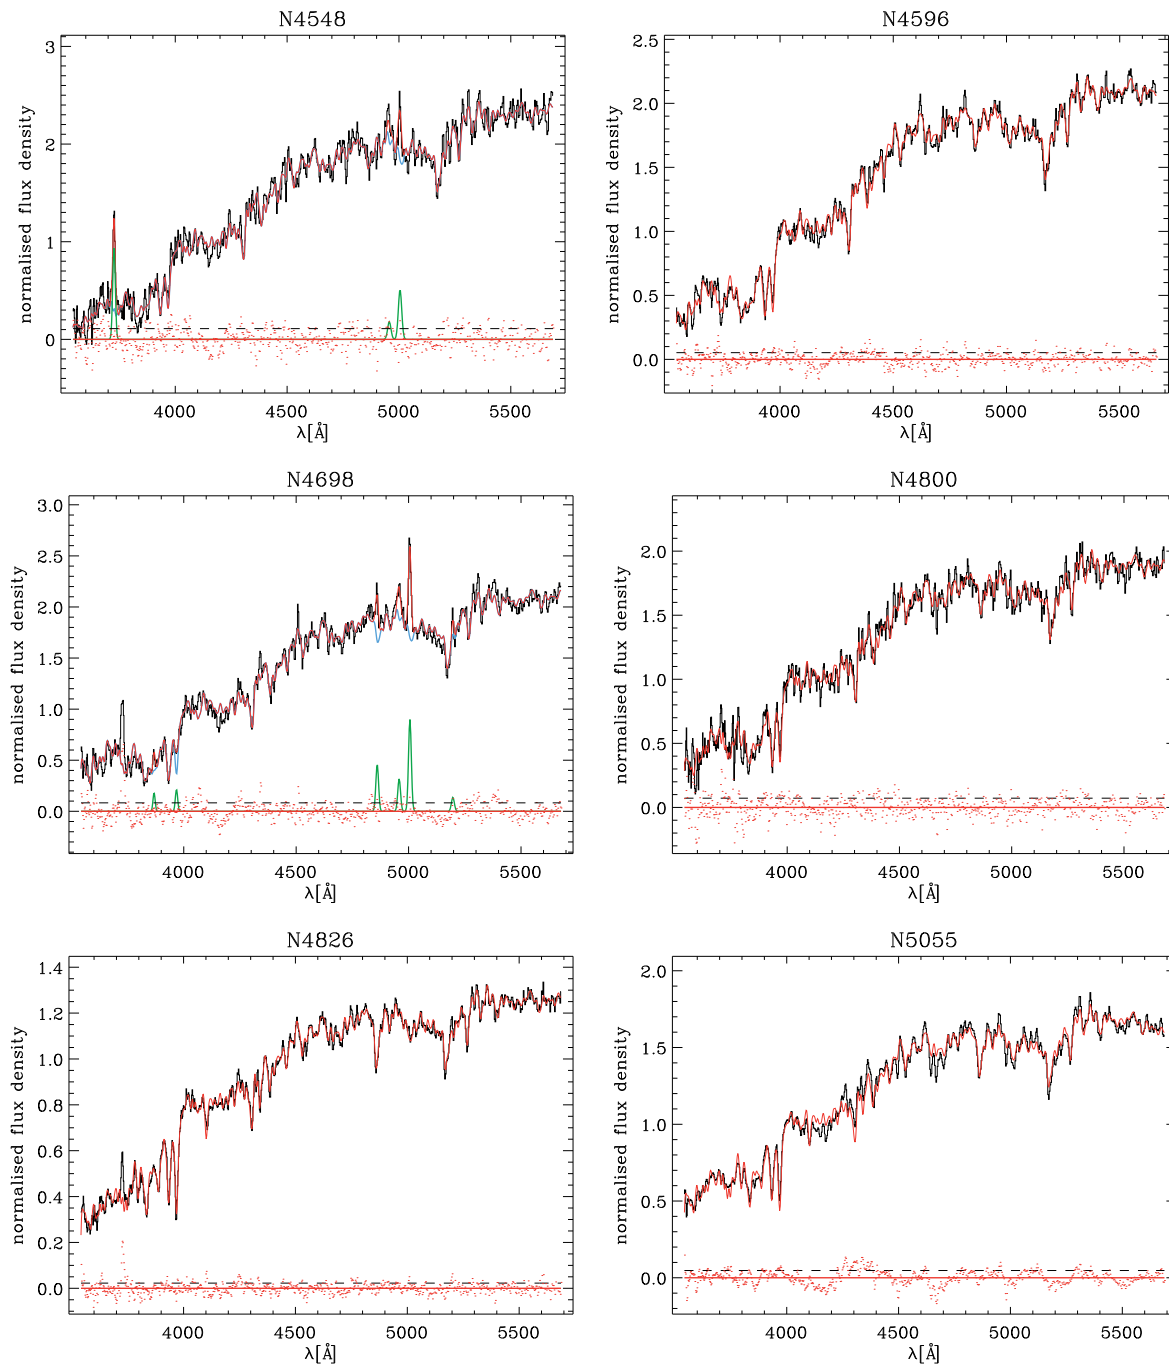 N4548
N4596
normalised flux density
3
2
1
0
4000 4500 5000 5500
λ[Å]
normalised flux density
2.5
2.0
1.5
1.0
0.5
0.0
4000 4500 5000 5500
λ[Å]
N4698
N4800
normalised flux density
3.0
2.5
2.0
1.5
1.0
0.5
0.0
4000 4500 5000 5500
λ[Å]
normalised flux density
2.0
1.5
1.0
0.5
0.0
4000 4500 5000 5500
λ[Å]
N4826
N5055
normalised flux density
1.4
1.2
1.0
0.8
0.6
0.4
0.2
0.0
4000 4500 5000 5500
λ[Å]
normalised flux density
2.0
1.5
1.0
0.5
0.0
4000 4500 5000 5500
λ[Å]